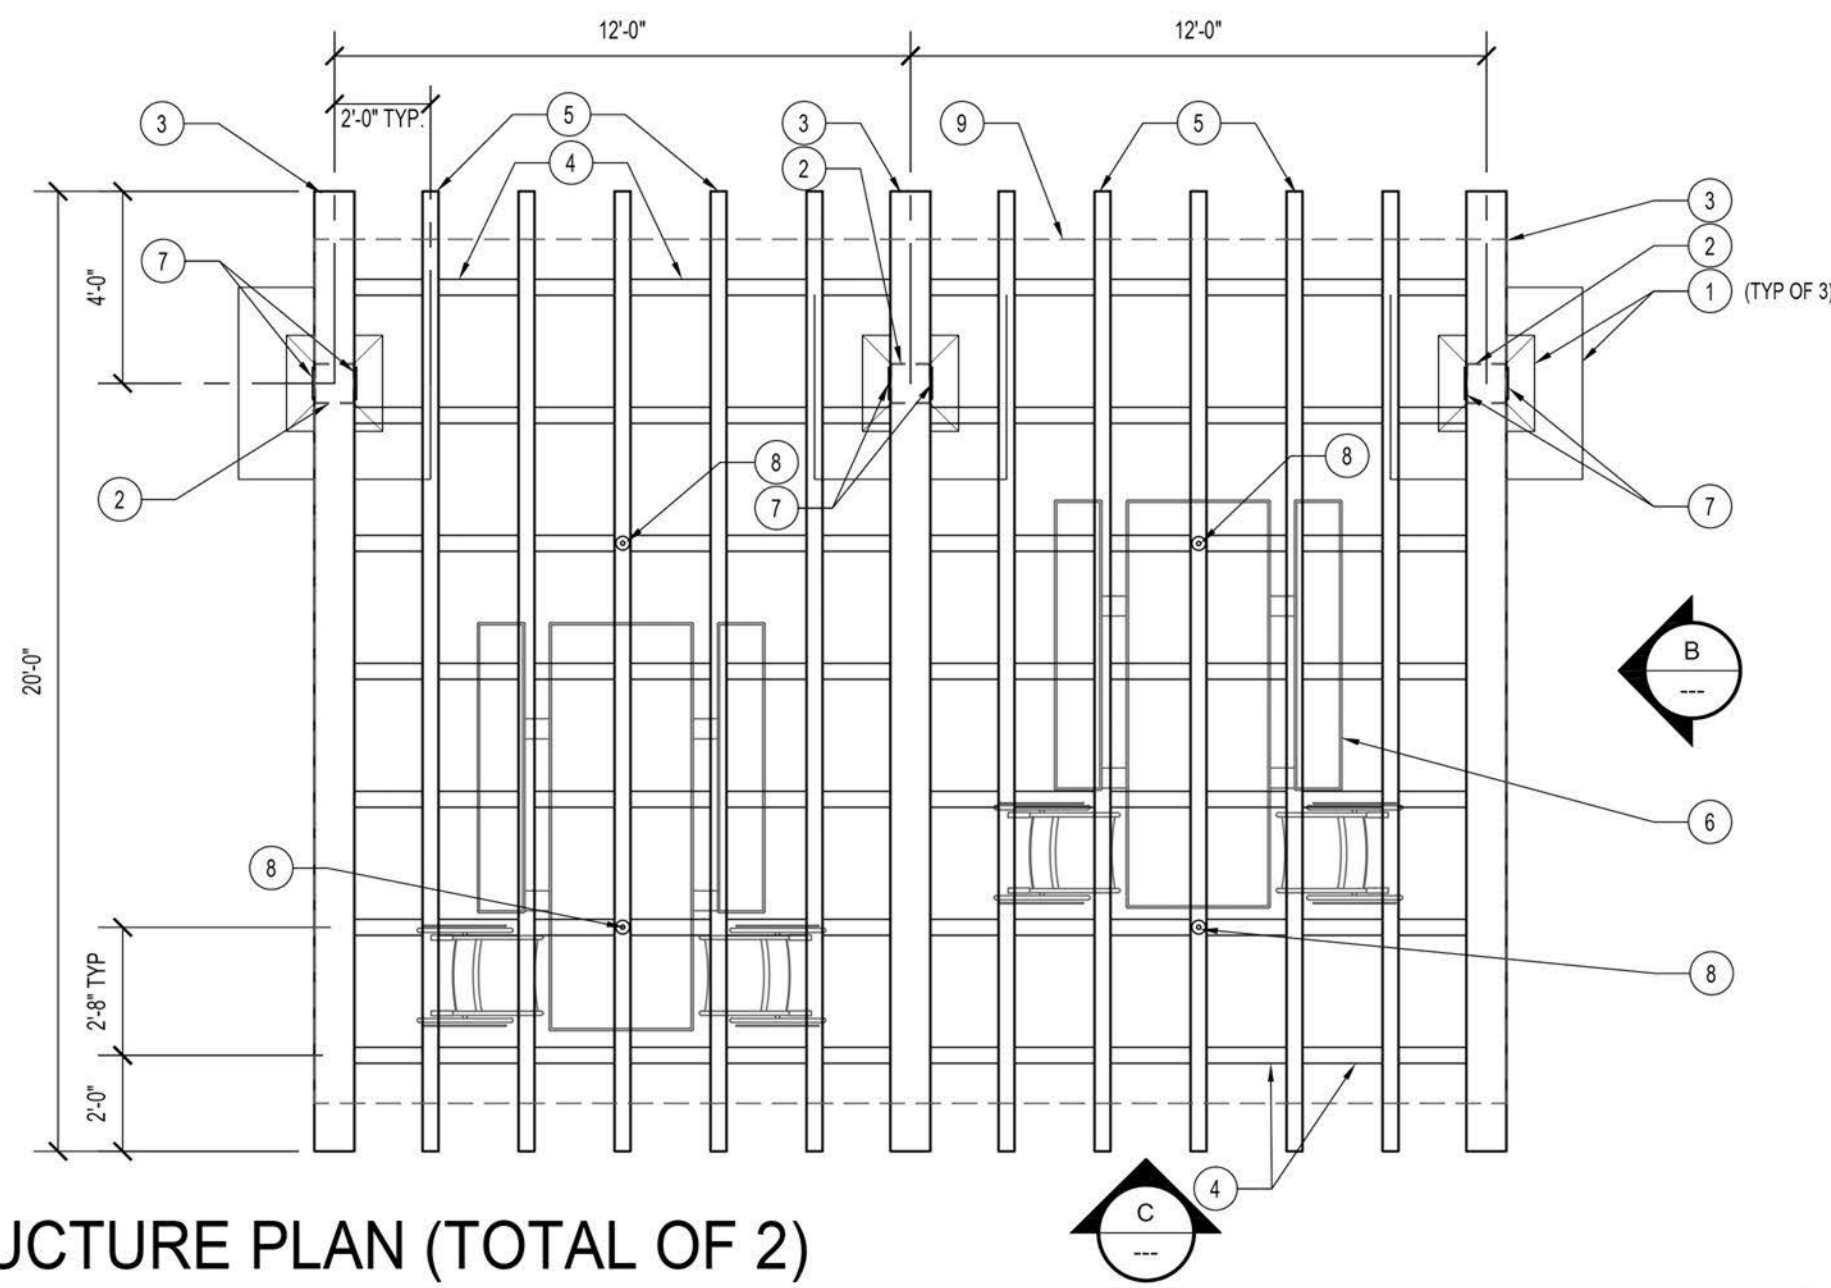 12'-0" 12'-0"
2'-0" TYP.
3 5 3 9 5
4 2
3
7 2
4'-0" 1 (TYP OF 3)
8 8
2 7 7
20'-0" B
---
6
8
2'-8" TYP 8
2'-0"
4
C
---
UCTURE PLAN (TOTAL OF 2)